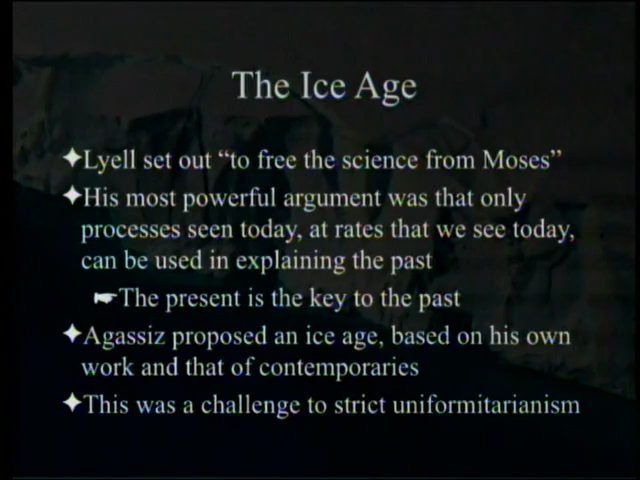 The Ice Age
✦Lyell set out “to free the science from Moses”
✦His most powerful argument was that only
processes seen today, at rates that we see today,
can be used in explaining the past
☛The present is the key to the past
✦Agassiz proposed an ice age, based on his own
work and that of contemporaries
✦This was a challenge to strict uniformitarianism